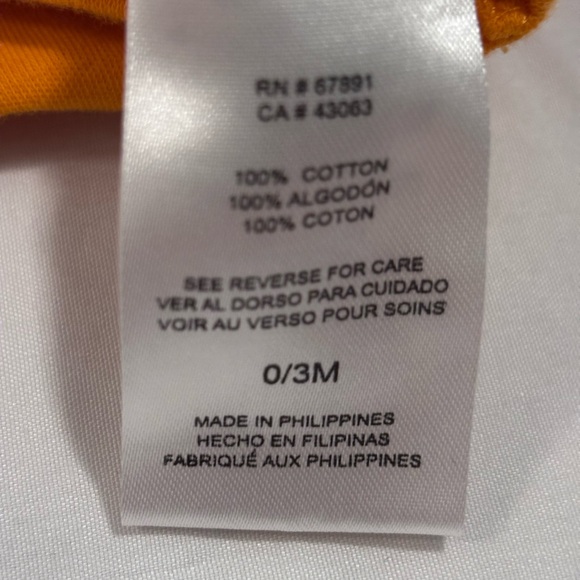 RN # 67891
CA # 43063
100% COTTON
100% ALGODÓN
100% COTON
SEE REVERSE FOR CARE
VER AL DORSO PARA CUIDADO
VOIR AU VERSO POUR SOINS
0/3M
MADE IN PHILIPPINES
HECHO EN FILIPINAS
FABRIQUÉ AUX PHILIPPINES